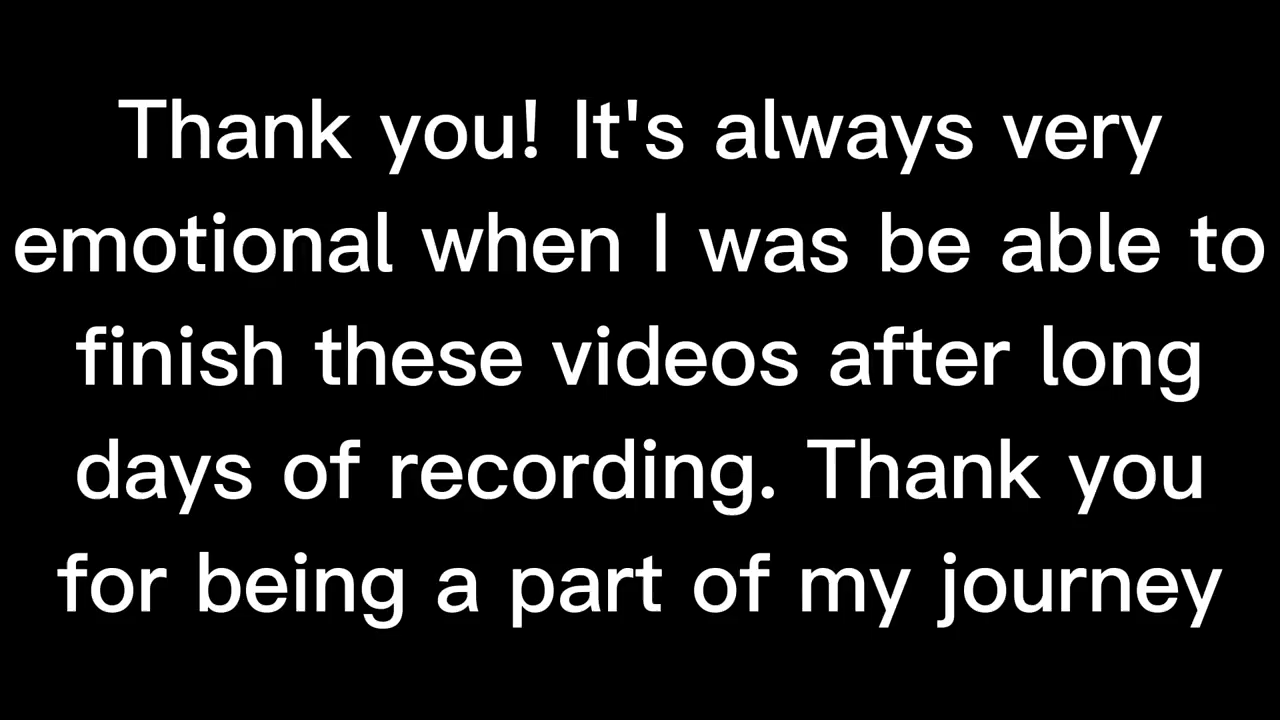 Thank you! It's always very
emotional when I was be able to
finish these videos after long
days of recording. Thank you
for being a part of my journey